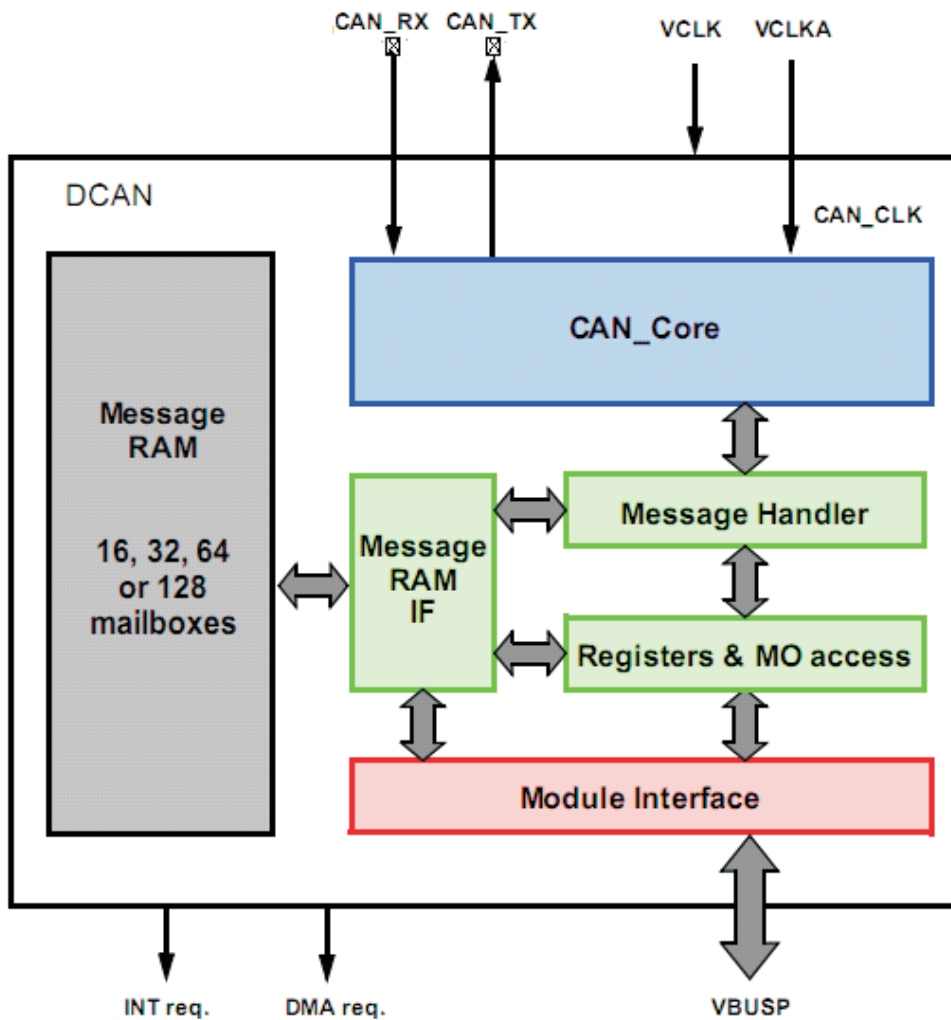 CAN_RX CAN_TX VCLK VCLKA
DCAN
CAN_CLK
CAN_Core
Message
RAM
16, 32, 64
or 128
mailboxes
Message
RAM
IF
Message Handler
Registers & MO access
Module Interface
INT req. DMA req. VBUSP